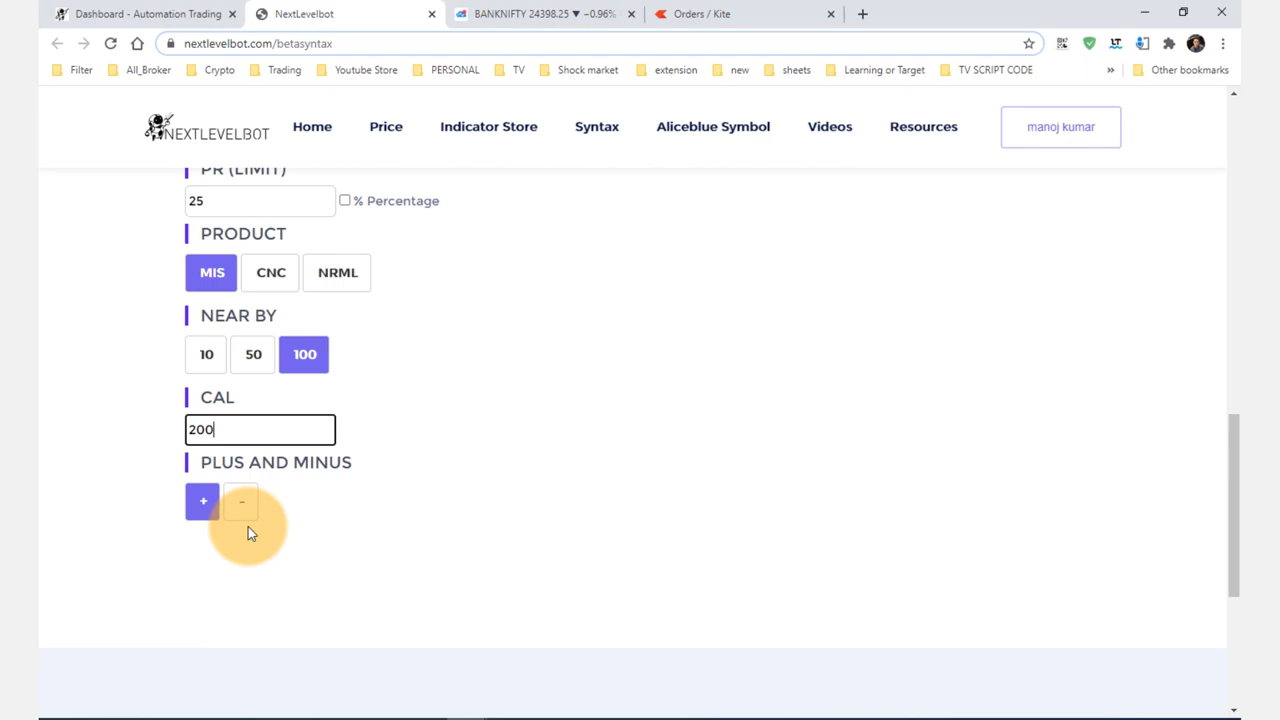 Dashboard - Automation Trading
NextLevelbot
BANKNIFTY 24398.25 ▼ −0.96%
Orders / Kite
nextlevelbot.com/betasyntax
Filter
All_Broker
Crypto
Trading
Youtube Store
PERSONAL
TV
Shock market
extension
new
sheets
Learning or Target
TV SCRIPT CODE
»
Other bookmarks
NEXTLEVELBOT
Home
Price
Indicator Store
Syntax
Aliceblue Symbol
Videos
Resources
manoj kumar
PR (LIMIT)
25
% Percentage
PRODUCT
MIS
CNC
NRML
NEAR BY
10
50
100
CAL
200
PLUS AND MINUS
+
-